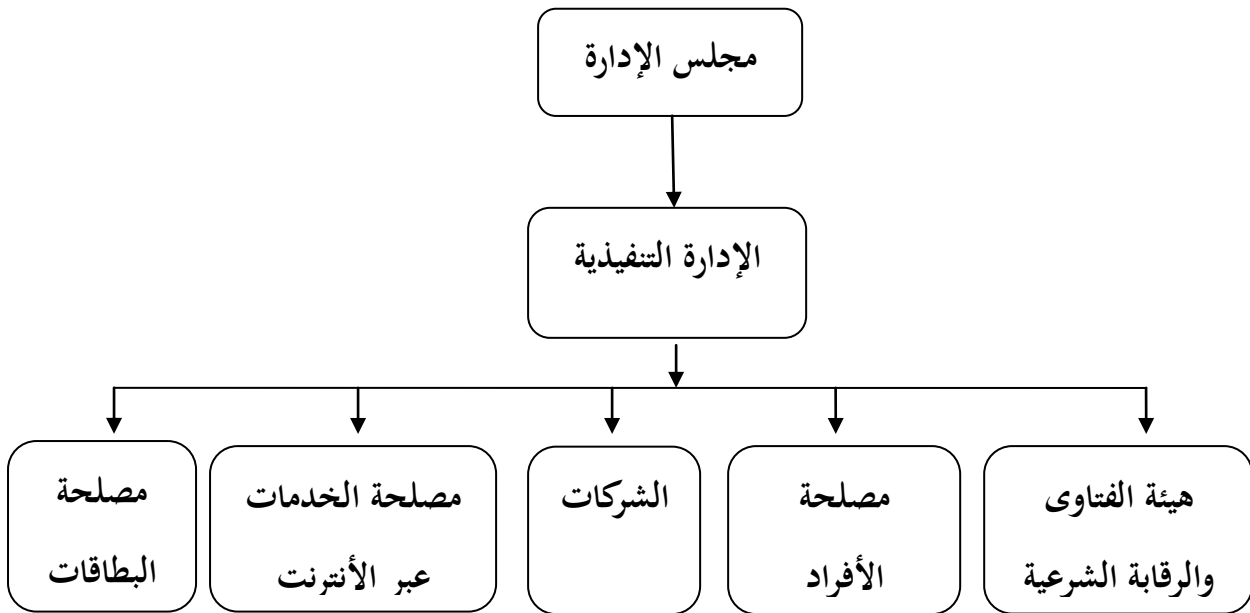 مجلس الإدارة
الإدارة التنفيذية
هيئة الفتاوى
والرقابة الشرعية
مصلحة
الأفراد
الشركات
مصلحة الخدمات
عبر الأنترنت
مصلحة
البطاقات